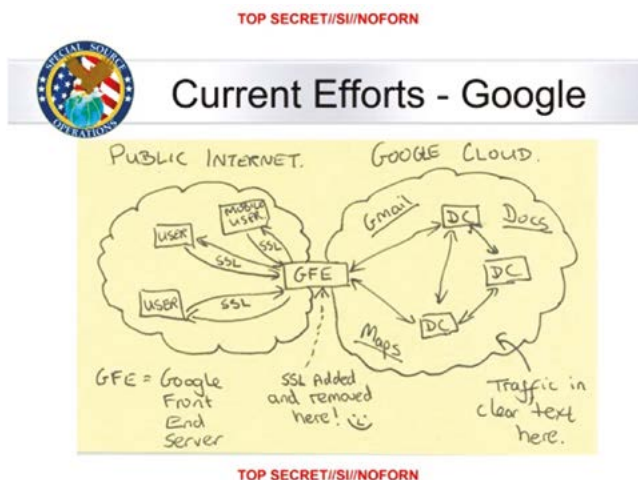 TOP SECRET//SI//NOFORN
SPECIAL SOURCE
OPERATIONS
Current Efforts - Google
PUBLIC INTERNET.
GOOGLE CLOUD.
MOBILE
USER
USER
SSL
SSL
USER
SSL
GFE
Gmail
DC
Docs
DC
DC
Maps
GFE = Google
Front
End
Server
SSL Added
and removed
here!
Traffic in
clear text
here.
TOP SECRET//SI//NOFORN